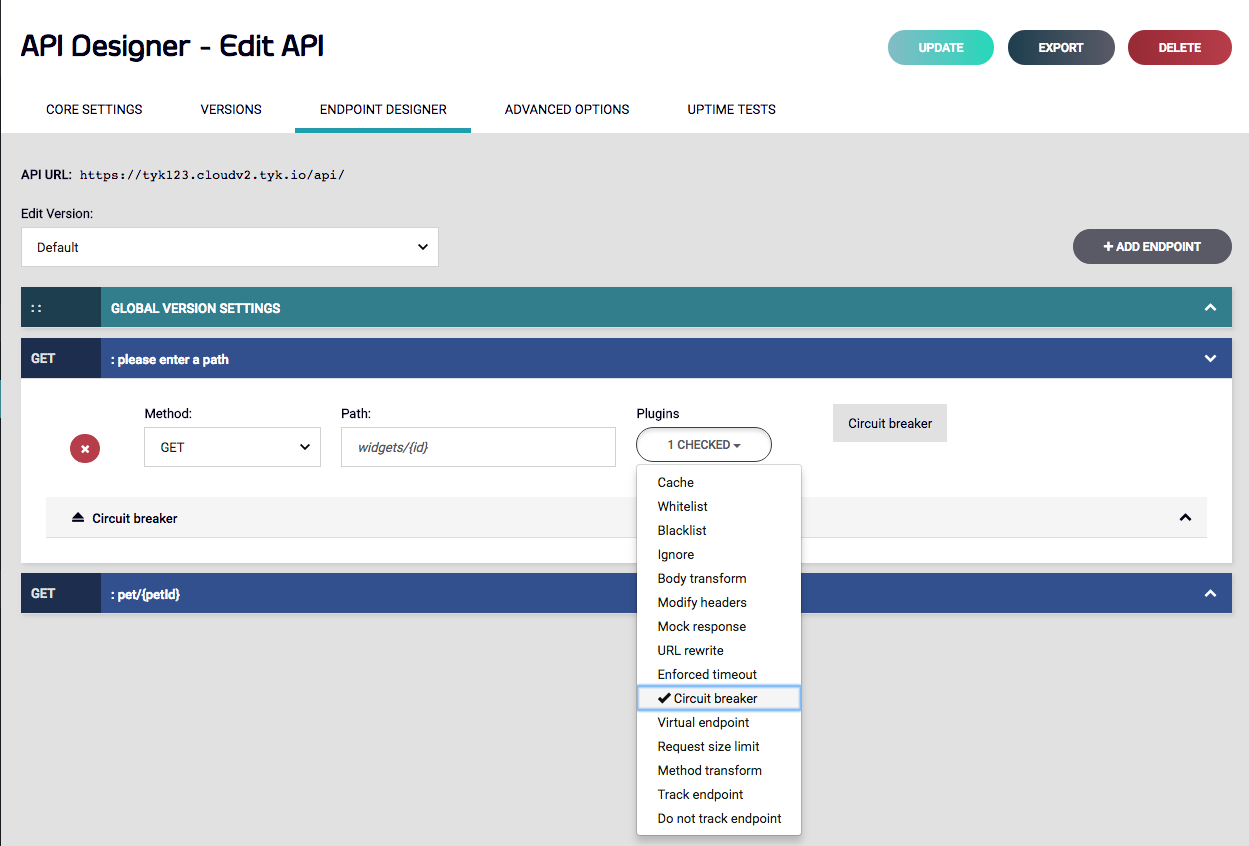 API Designer - Edit API
UPDATE
EXPORT
DELETE
CORE SETTINGS
VERSIONS
ENDPOINT DESIGNER
ADVANCED OPTIONS
UPTIME TESTS
API URL: https://tyk123.cloudv2.tyk.io/api/
Edit Version:
Default
+ ADD ENDPOINT
:: GLOBAL VERSION SETTINGS
GET : please enter a path
Method:
Path:
Plugins
GET
widgets/{id}
1 CHECKED
Circuit breaker
Circuit breaker
Cache
Whitelist
Blacklist
Ignore
Body transform
Modify headers
Mock response
URL rewrite
Enforced timeout
✔ Circuit breaker
Virtual endpoint
Request size limit
Method transform
Track endpoint
Do not track endpoint
GET : pet/{petId}